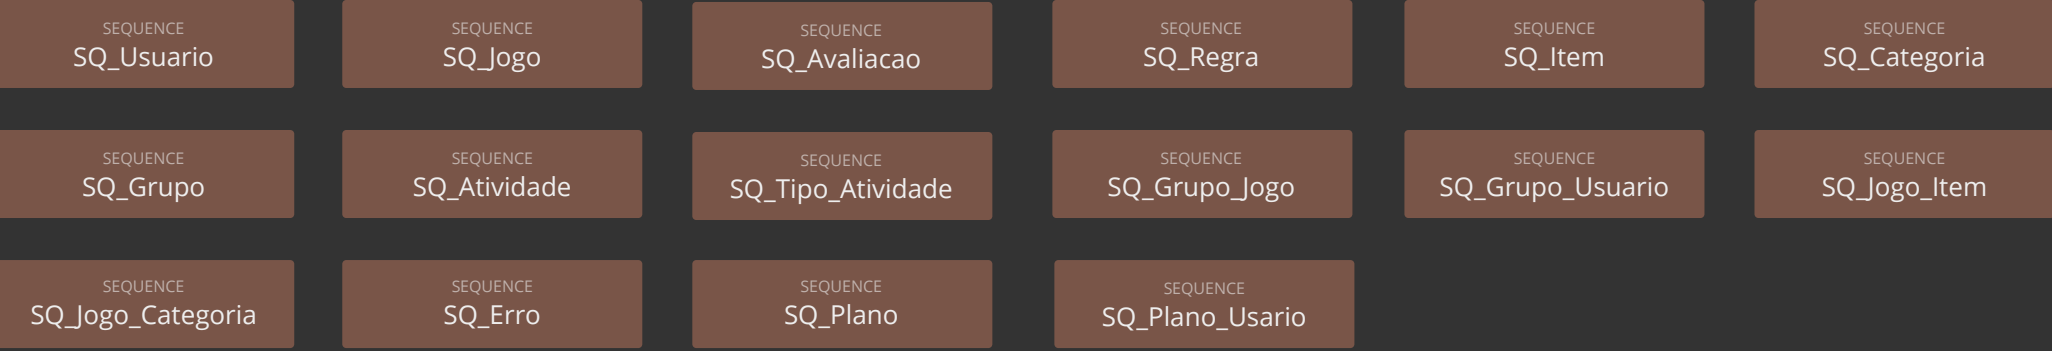 SEQUENCE
SQ_Usuario
SEQUENCE
SQ_Jogo
SEQUENCE
SQ_Avaliacao
SEQUENCE
SQ_Regra
SEQUENCE
SQ_Item
SEQUENCE
SQ_Categoria
SEQUENCE
SQ_Grupo
SEQUENCE
SQ_Atividade
SEQUENCE
SQ_Tipo_Atividade
SEQUENCE
SQ_Grupo_Jogo
SEQUENCE
SQ_Grupo_Usuario
SEQUENCE
SQ_Jogo_Item
SEQUENCE
SQ_Jogo_Categoria
SEQUENCE
SQ_Erro
SEQUENCE
SQ_Plano
SEQUENCE
SQ_Plano_Usario